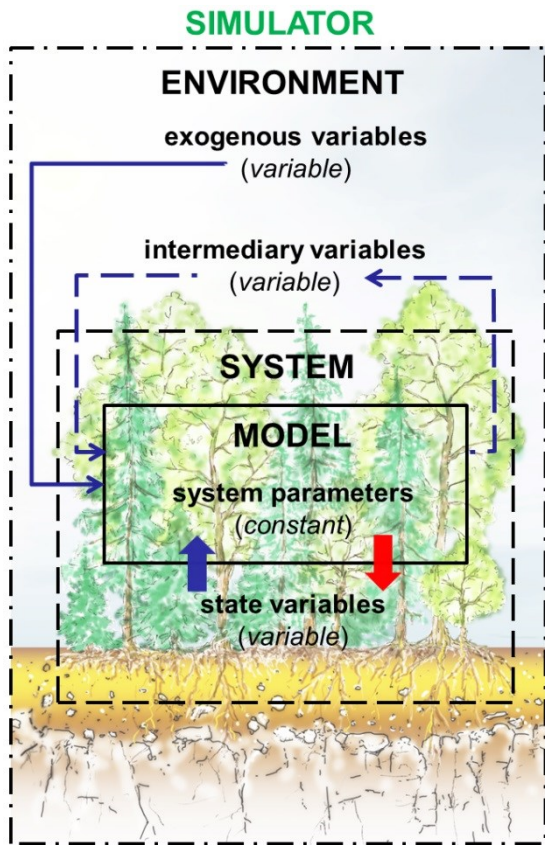 SIMULATOR
ENVIRONMENT
exogenous variables
(variable)
intermediary variables
(variable)
SYSTEM
MODEL
system parameters
(constant)
state variables
(variable)